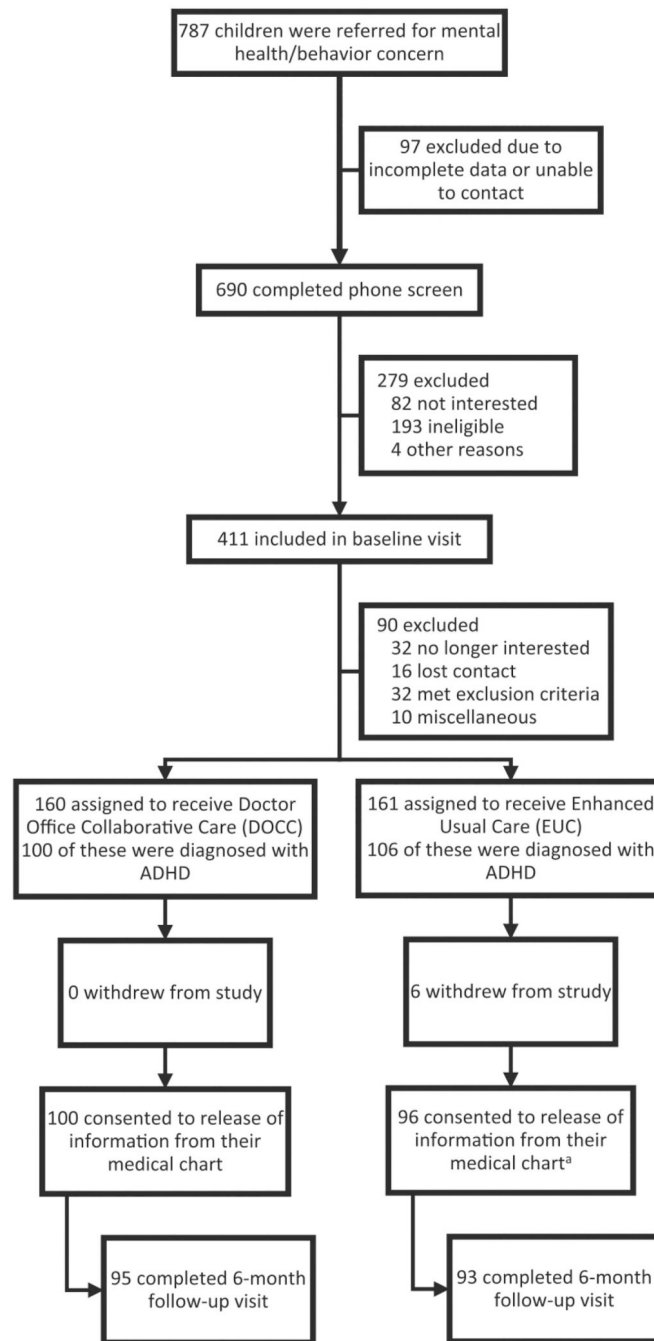 787 children were referred for mental
health/behavior concern
97 excluded due to
incomplete data or unable
to contact
690 completed phone screen
279 excluded
82 not interested
193 ineligible
4 other reasons
411 included in baseline visit
90 excluded
32 no longer interested
16 lost contact
32 met exclusion criteria
10 miscellaneous
160 assigned to receive Doctor
Office Collaborative Care (DOCC)
100 of these were diagnosed with
ADHD
161 assigned to receive Enhanced
Usual Care (EUC)
106 of these were diagnosed with
ADHD
0 withdrew from study
6 withdrew from strudy
100 consented to release of
information from their
medical chart
96 consented to release of
information from their
medical chartᵃ
95 completed 6-month
follow-up visit
93 completed 6-month
follow-up visit